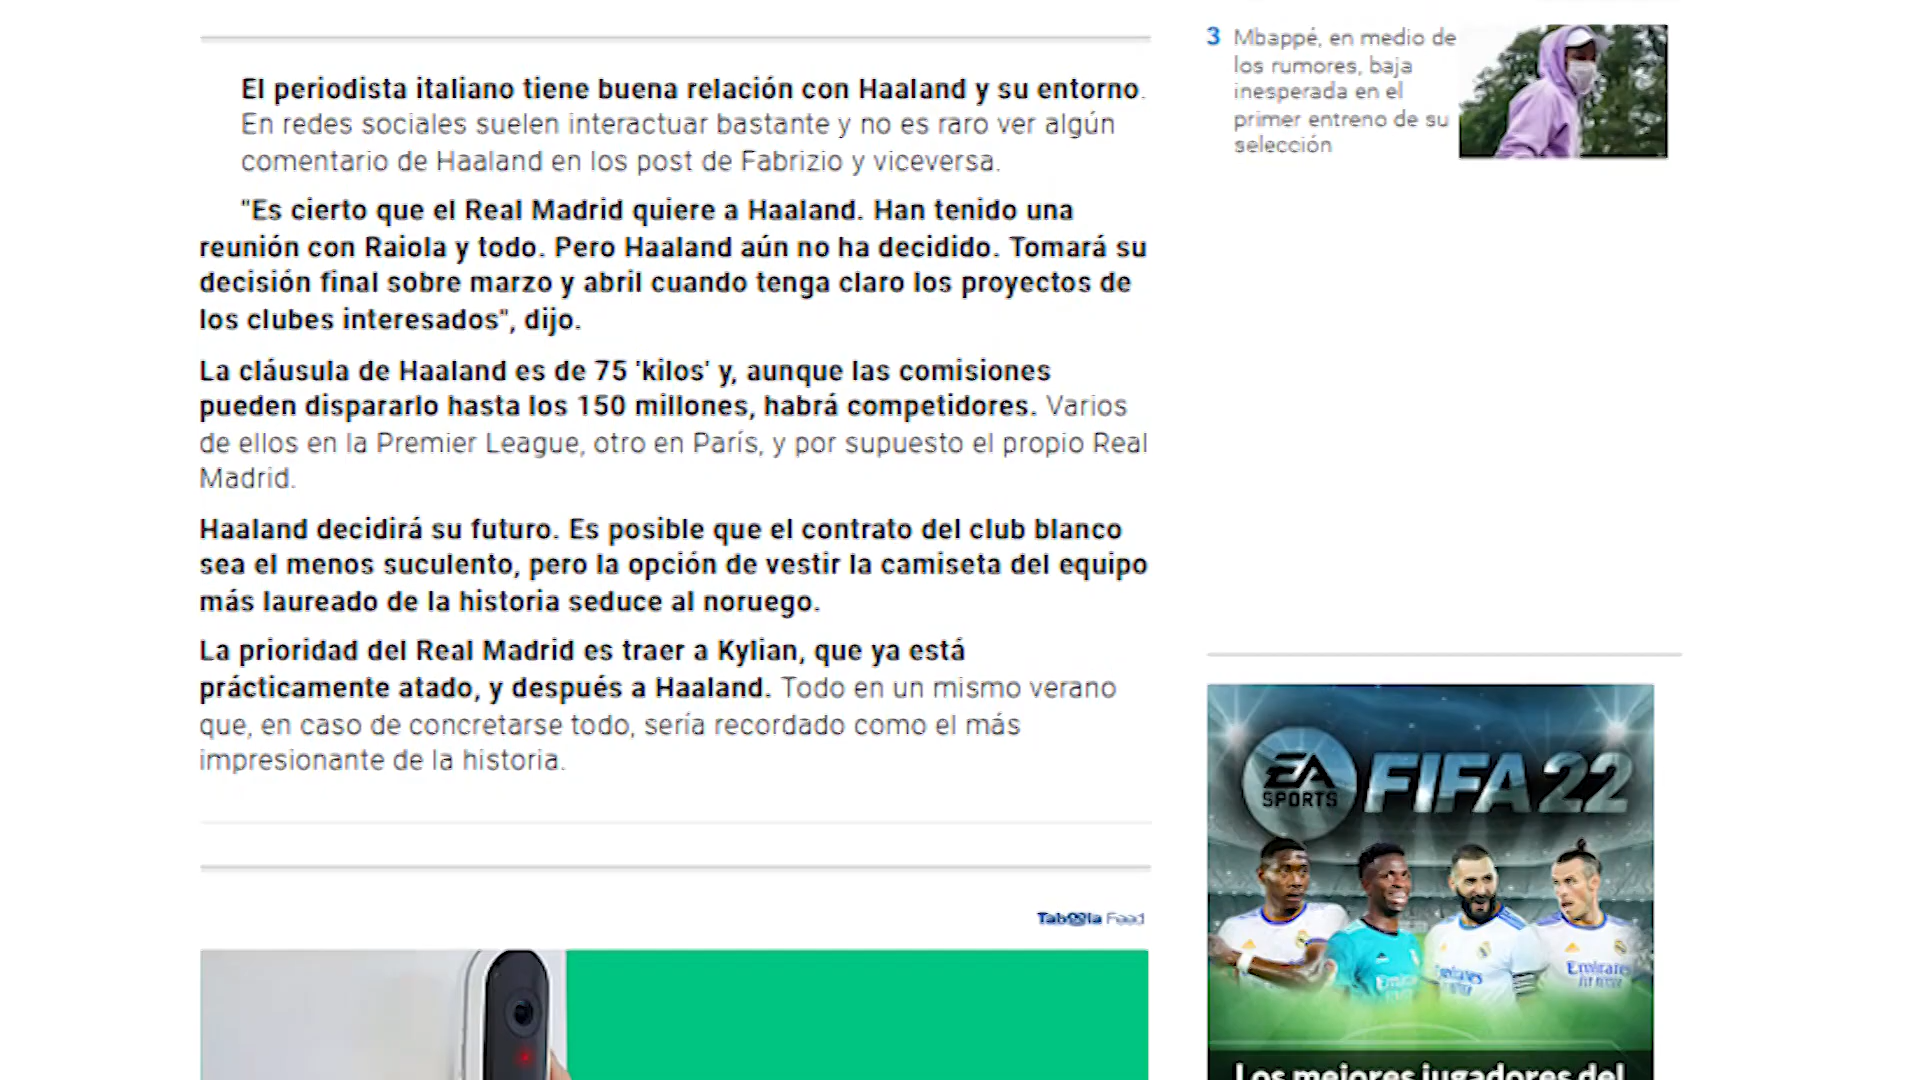 El periodista italiano tiene buena relación con Haaland y su entorno.
En redes sociales suelen interactuar bastante y no es raro ver algún
comentario de Haaland en los post de Fabrizio y viceversa.
"Es cierto que el Real Madrid quiere a Haaland. Han tenido una
reunión con Raiola y todo. Pero Haaland aún no ha decidido. Tomará su
decisión final sobre marzo y abril cuando tenga claro los proyectos de
los clubes interesados", dijo.
La cláusula de Haaland es de 75 'kilos' y, aunque las comisiones
pueden dispararlo hasta los 150 millones, habrá competidores. Varios
de ellos en la Premier League, otro en París, y por supuesto el propio Real
Madrid.
Haaland decidirá su futuro. Es posible que el contrato del club blanco
sea el menos suculento, pero la opción de vestir la camiseta del equipo
más laureado de la historia seduce al noruego.
La prioridad del Real Madrid es traer a Kylian, que ya está
prácticamente atado, y después a Haaland. Todo en un mismo verano
que, en caso de concretarse todo, sería recordado como el más
impresionante de la historia.
Taboola Feed
3 Mbappé, en medio de
los rumores, baja
inesperada en el
primer entreno de su
selección
EA
SPORTS
FIFA 22
Emirates
FLY BETTER
Los mejores jugadores del